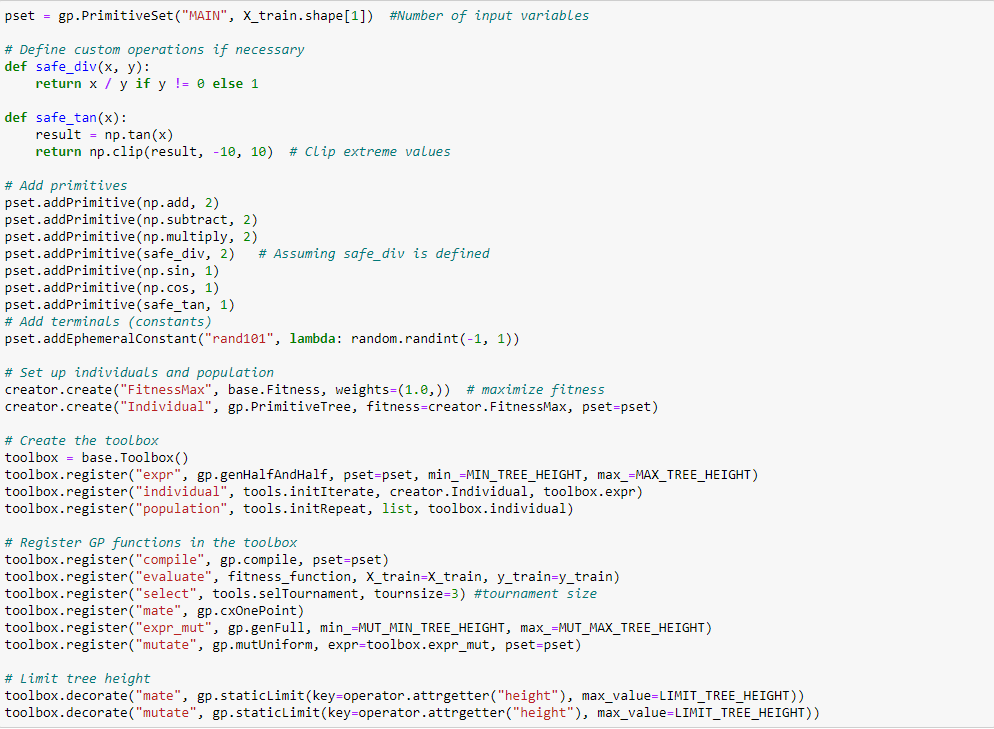 pset = gp.PrimitiveSet("MAIN", X_train.shape[1])  #Number of input variables

# Define custom operations if necessary
def safe_div(x, y):
    return x / y if y != 0 else 1

def safe_tan(x):
    result = np.tan(x)
    return np.clip(result, -10, 10)  # Clip extreme values

# Add primitives
pset.addPrimitive(np.add, 2)
pset.addPrimitive(np.subtract, 2)
pset.addPrimitive(np.multiply, 2)
pset.addPrimitive(safe_div, 2)   # Assuming safe_div is defined
pset.addPrimitive(np.sin, 1)
pset.addPrimitive(np.cos, 1)
pset.addPrimitive(safe_tan, 1)
# Add terminals (constants)
pset.addEphemeralConstant("rand101", lambda: random.randint(-1, 1))

# Set up individuals and population
creator.create("FitnessMax", base.Fitness, weights=(1.0,))  # maximize fitness
creator.create("Individual", gp.PrimitiveTree, fitness=creator.FitnessMax, pset=pset)

# Create the toolbox
toolbox = base.Toolbox()
toolbox.register("expr", gp.genHalfAndHalf, pset=pset, min_=MIN_TREE_HEIGHT, max_=MAX_TREE_HEIGHT)
toolbox.register("individual", tools.initIterate, creator.Individual, toolbox.expr)
toolbox.register("population", tools.initRepeat, list, toolbox.individual)

# Register GP functions in the toolbox
toolbox.register("compile", gp.compile, pset=pset)
toolbox.register("evaluate", fitness_function, X_train=X_train, y_train=y_train)
toolbox.register("select", tools.selTournament, tournsize=3) #tournament size
toolbox.register("mate", gp.cxOnePoint)
toolbox.register("expr_mut", gp.genFull, min_=MUT_MIN_TREE_HEIGHT, max_=MUT_MAX_TREE_HEIGHT)
toolbox.register("mutate", gp.mutUniform, expr=toolbox.expr_mut, pset=pset)

# Limit tree height
toolbox.decorate("mate", gp.staticLimit(key=operator.attrgetter("height"), max_value=LIMIT_TREE_HEIGHT))
toolbox.decorate("mutate", gp.staticLimit(key=operator.attrgetter("height"), max_value=LIMIT_TREE_HEIGHT))